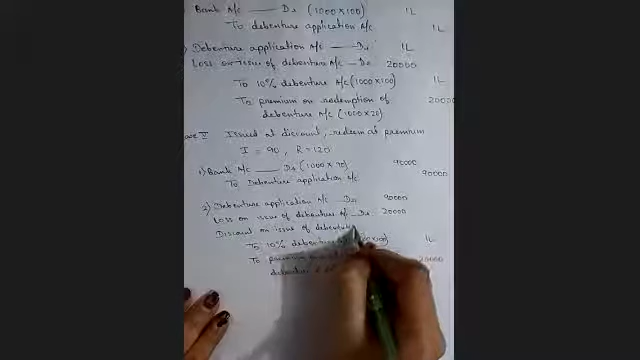 Bank A/c — Dr (1000×100) 1L
To debenture application A/c 1L
Debenture application A/c — Dr 1L
Loss on issue of debenture A/c — Dr 20000
To 10% debenture A/c (1000×100) 1L
To premium on redemption of 20000
debenture A/c (1000×20)
Issued at discount, redeem at premium
I = 90, R = 120
1) Bank A/c — Dr (1000×90) 90000
To Debenture application A/c 90000
2) Debenture application A/c — Dr 90000
Loss on issue of debenture A/c — Dr 20000
Discount on issue of debenture
To 10% debenture 1L
To 20000
debenture